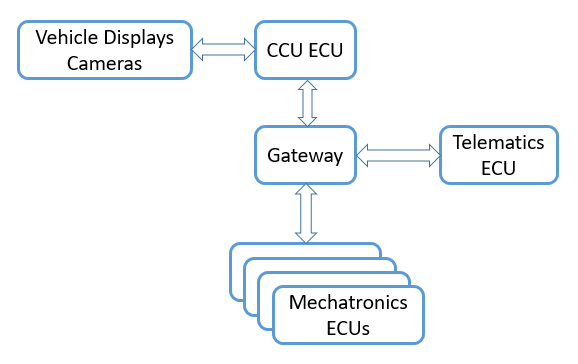 Vehicle Displays
Cameras
CCU ECU
Gateway
Telematics
ECU
Mechatronics
ECUs